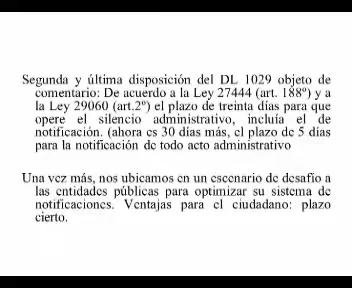 Segunda y última disposición del DL 1029 objeto de
comentario: De acuerdo a la Ley 27444 (art. 188º) y a
la Ley 29060 (art.2º) el plazo de treinta días para que
opere el silencio administrativo, incluía el de
notificación. (ahora es 30 días más, el plazo de 5 días
para la notificación de todo acto administrativo
Una vez más, nos ubicamos en un escenario de desafío a
las entidades públicas para optimizar su sistema de
notificaciones. Ventajas para el ciudadano: plazo
cierto.